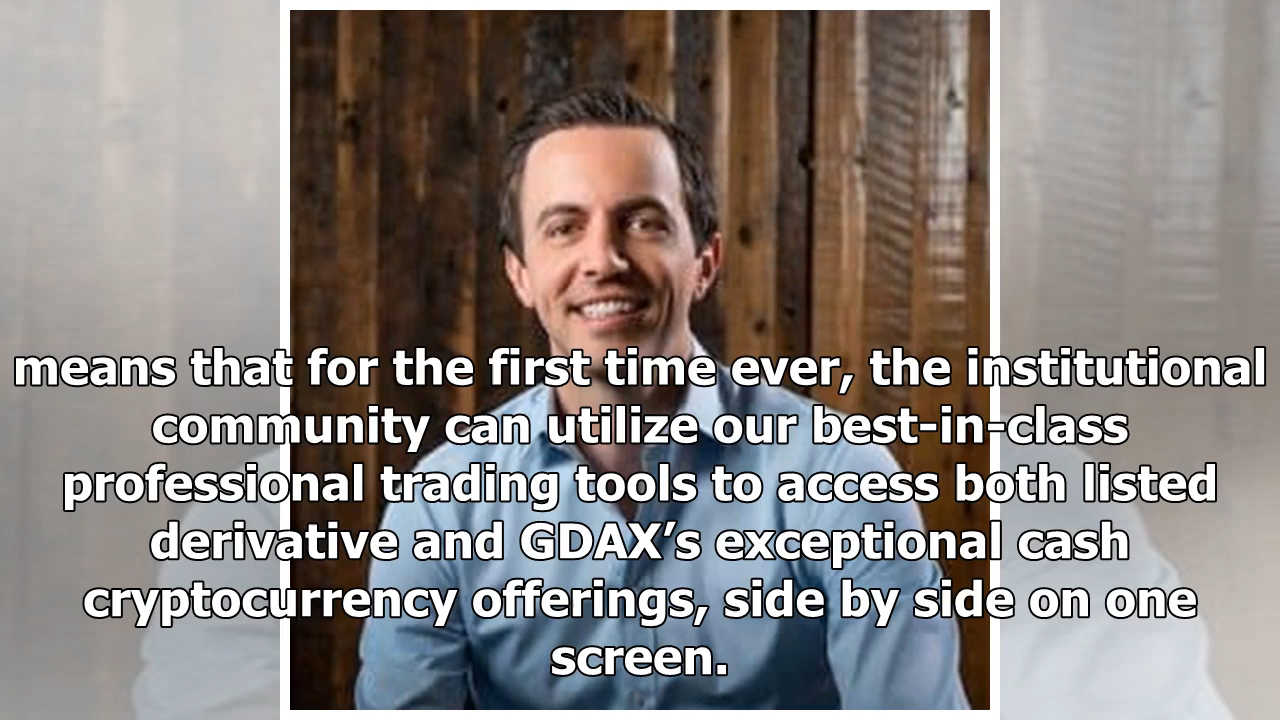 means that for the first time ever, the institutional
community can utilize our best-in-class
professional trading tools to access both listed
derivative and GDAX’s exceptional cash
cryptocurrency offerings, side by side on one
screen.